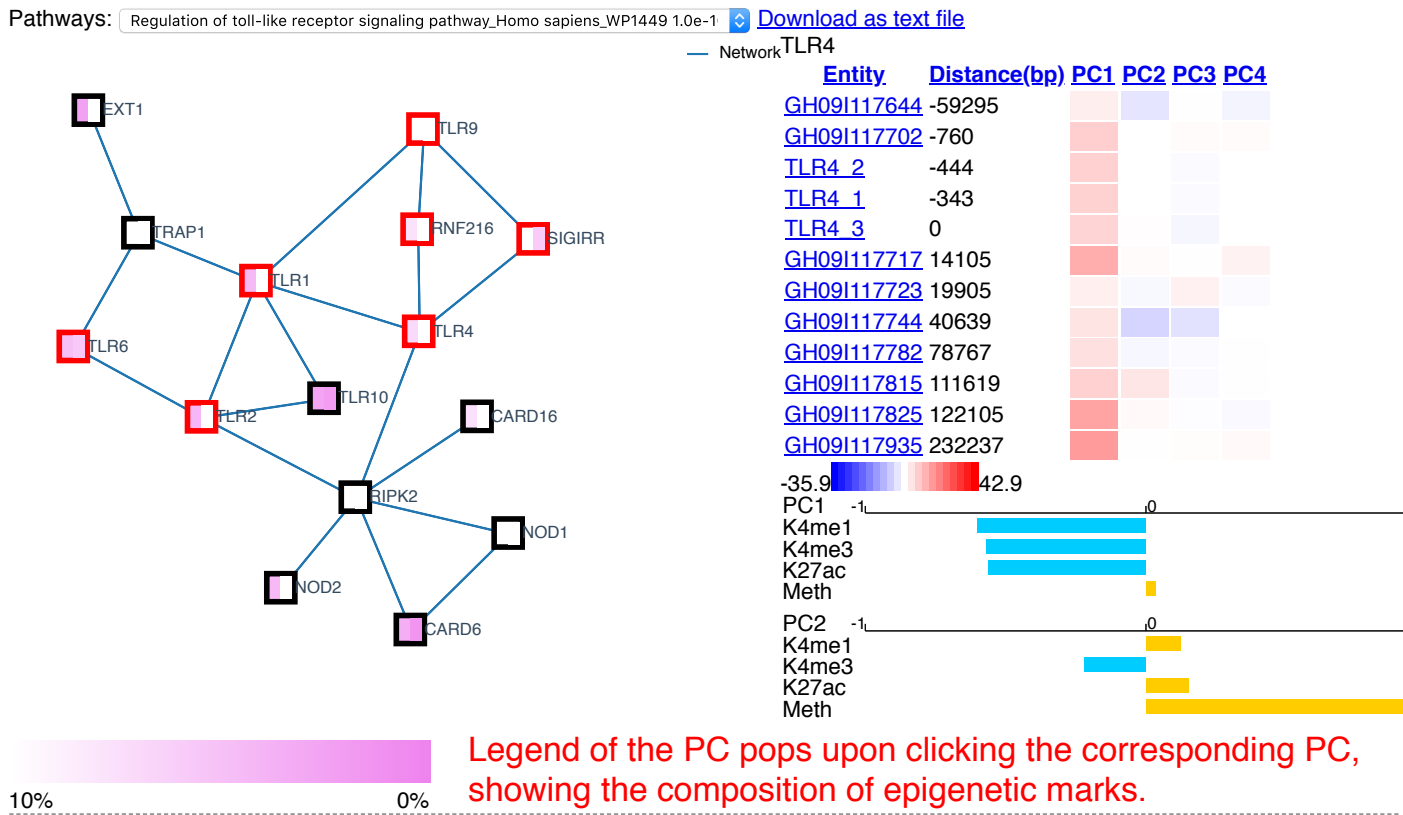 Pathways: Regulation of toll-like receptor signaling pathway_Homo sapiens_WP1449 1.0e-1 Download as text file
Network
TLR4
Entity Distance(bp) PC1 PC2 PC3 PC4
GH09I117644 -59295
GH09I117702 -760
TLR4_2 -444
TLR4_1 -343
TLR4_3 0
GH09I117717 14105
GH09I117723 19905
GH09I117744 40639
GH09I117782 78767
GH09I117815 111619
GH09I117825 122105
GH09I117935 232237
-35.9 42.9
PC1 -1 0
K4me1
K4me3
K27ac
Meth
PC2 -1 0
K4me1
K4me3
K27ac
Meth
EXT1
TLR9
TRAP1
RNF216
SIGIRR
TLR1
TLR4
TLR6
TLR10
TLR2
CARD16
RIPK2
NOD1
NOD2
CARD6
10% 0%
Legend of the PC pops upon clicking the corresponding PC,
showing the composition of epigenetic marks.